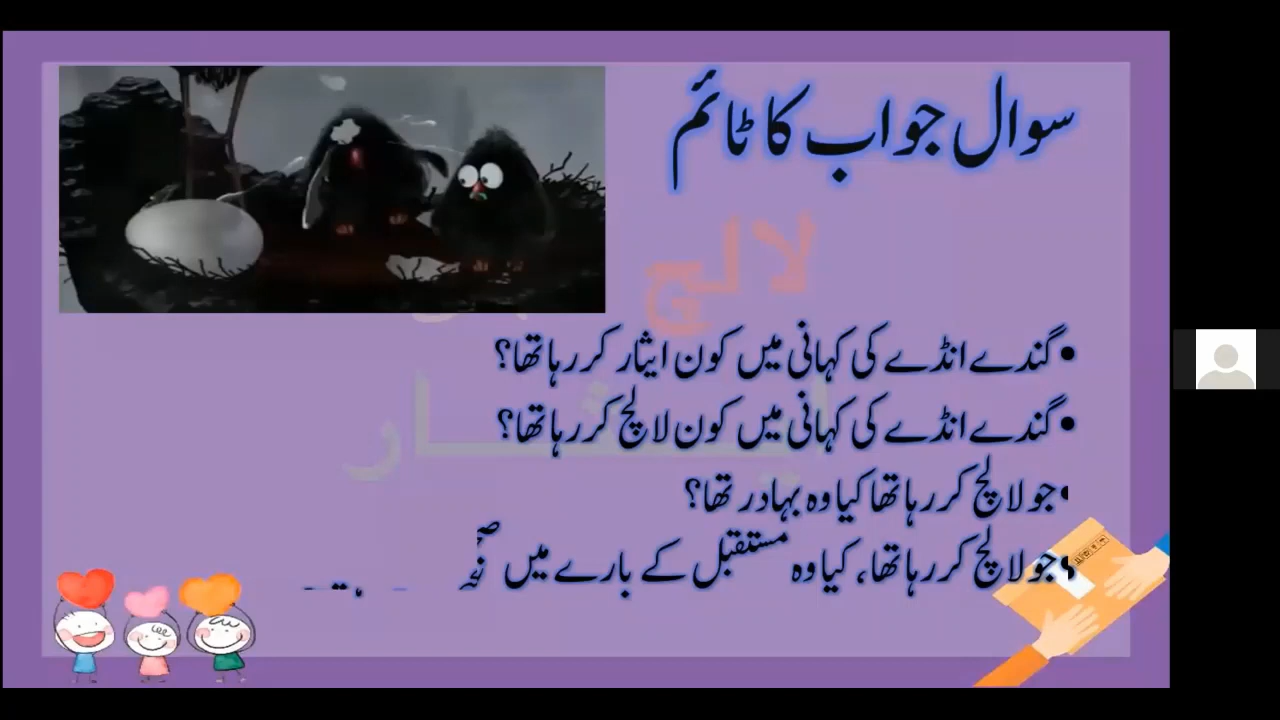 سوال جواب کا ٹائم
لالچ
• گندے انڈے کی کہانی میں کون ایثار کر رہا تھا؟
• گندے انڈے کی کہانی میں کون لالچ کر رہا تھا؟
• جو لالچ کر رہا تھا کیا وہ بہادر تھا؟
• جو لالچ کر رہا تھا، کیا وہ مستقبل کے بارے میں